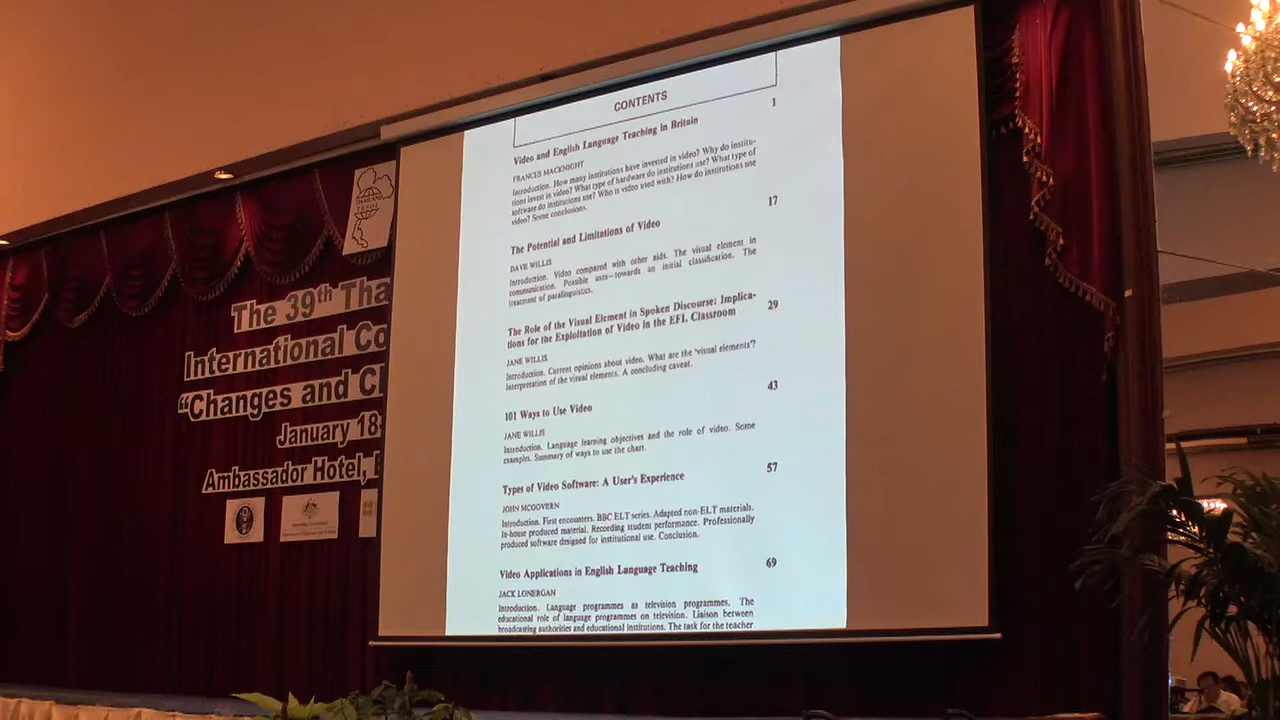 THAILAND
TESOL
The 39th Tha
International Co
"Changes and C
January 18
Ambassador Hotel,
CONTENTS
Video and English Language Teaching in Britain 1
FRANCES MACKNIGHT
Introduction. How many institutions have invested in video? Why do institu-
tions invest in video? What type of hardware do institutions use? What type of
software do institutions use? Who is video used with? How do institutions use
video? Some conclusions.
The Potential and Limitations of Video 17
DAVE WILLIS
Introduction. Video compared with other aids. The visual element in
communication. Possible uses—towards an initial classification. The
treatment of paralinguistics.
The Role of the Visual Element in Spoken Discourse: Implica-
tions for the Exploitation of Video in the EFL Classroom 29
JANE WILLIS
Introduction. Current opinions about video. What are the 'visual elements'?
Interpretation of the visual elements. A concluding caveat.
101 Ways to Use Video 43
JANE WILLIS
Introduction. Language learning objectives and the role of video. Some
examples. Summary of ways to use the chart.
Types of Video Software: A User's Experience 57
JOHN MCGOVERN
Introduction. First encounters. BBC ELT series. Adapted non-ELT materials.
In-house produced material. Recording student performance. Professionally
produced software designed for institutional use. Conclusion.
Video Applications in English Language Teaching 69
JACK LONERGAN
Introduction. Language programmes as television programmes. The
educational role of language programmes on television. Liaison between
broadcasting authorities and educational institutions. The task for the teacher